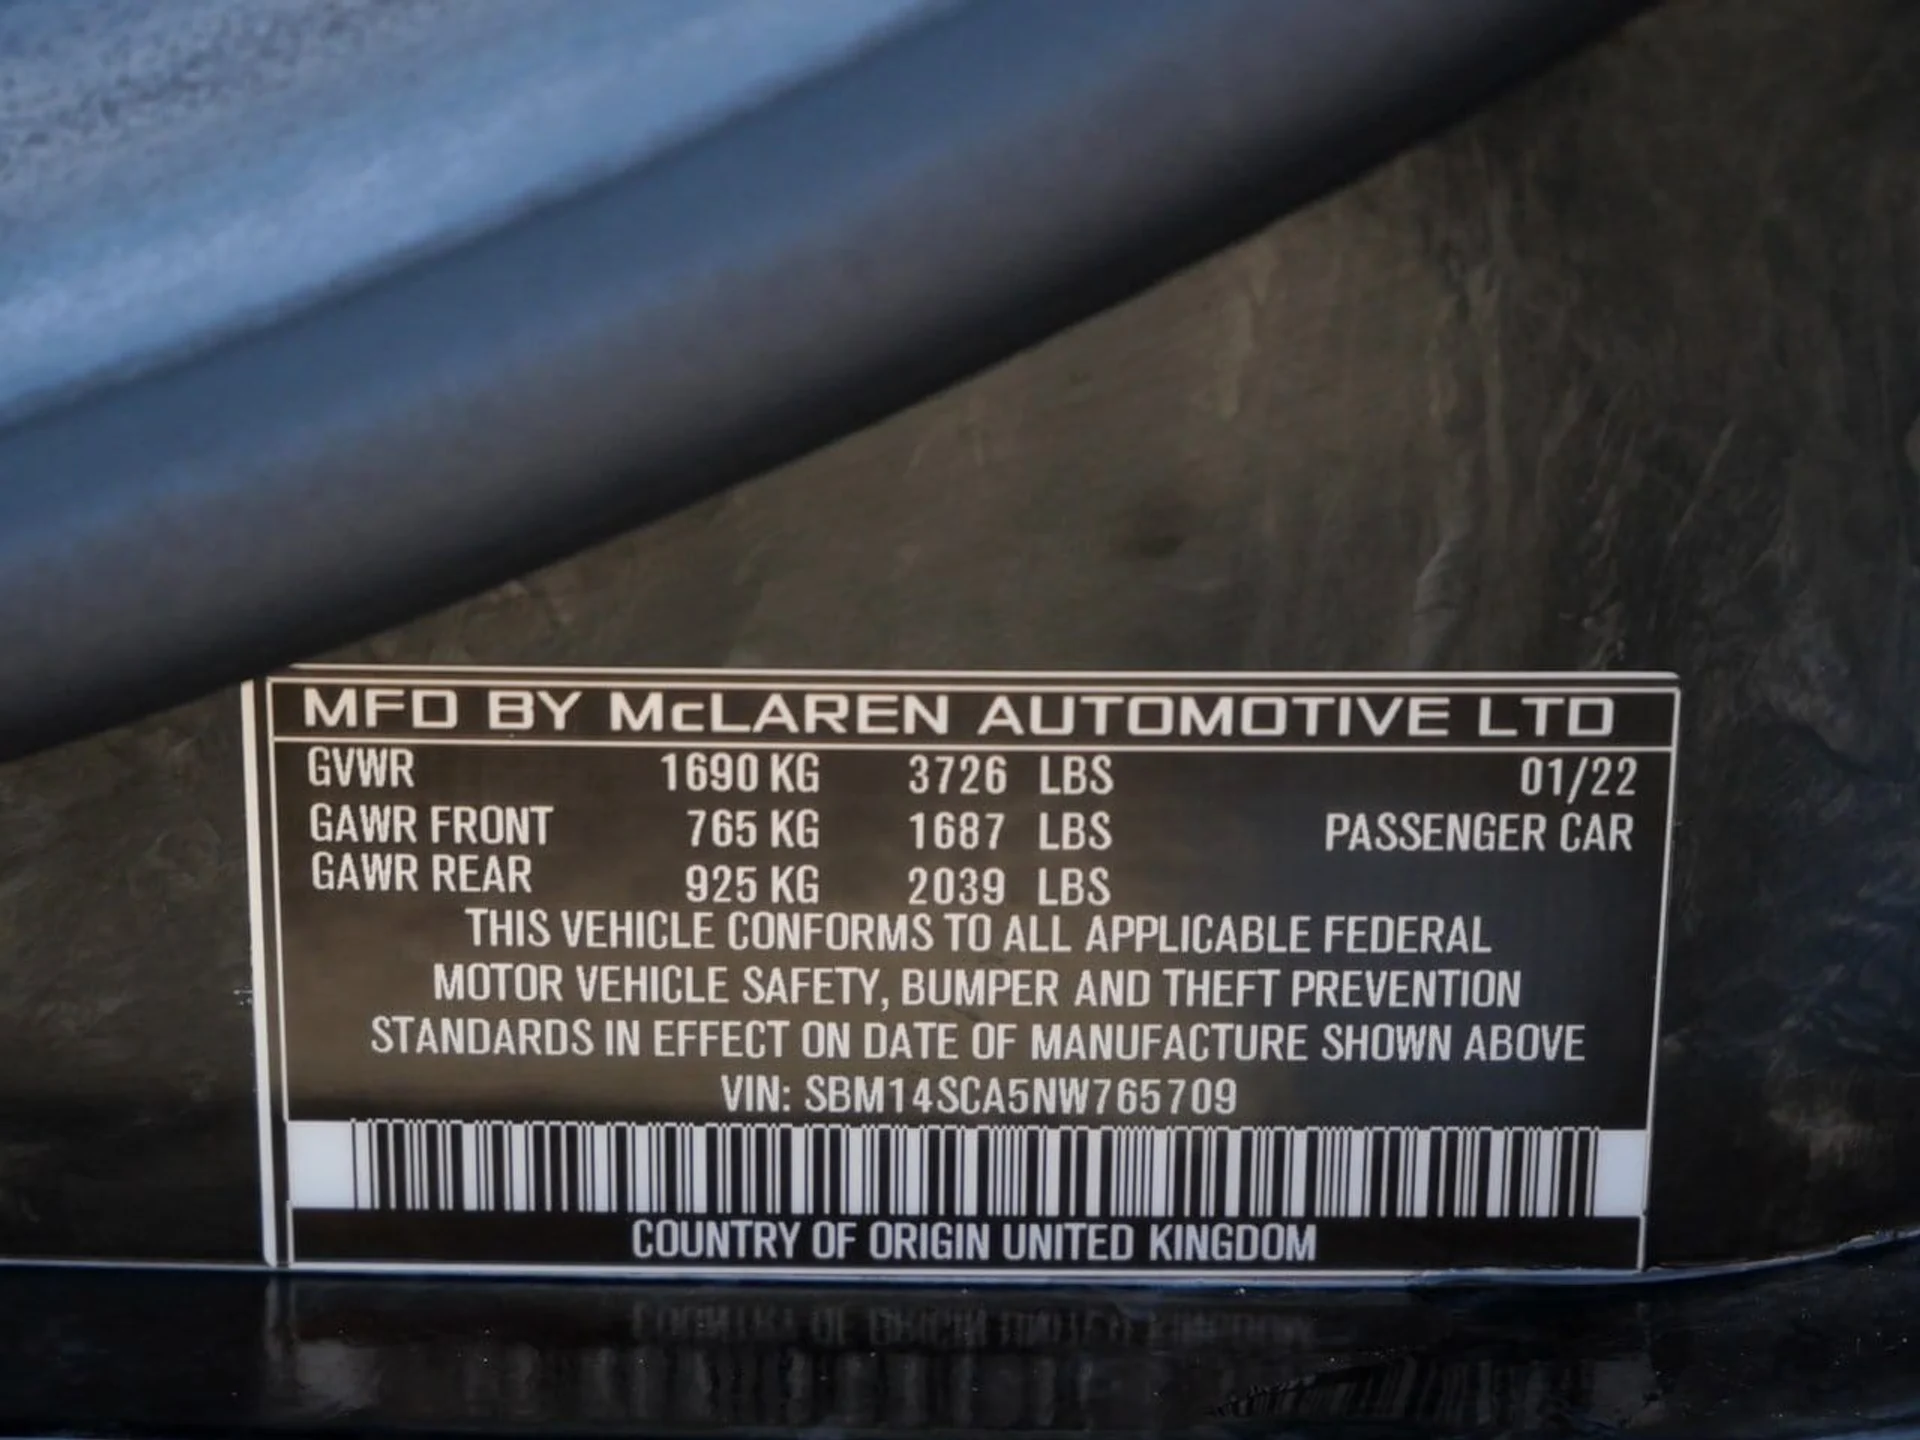 MFD BY McLAREN AUTOMOTIVE LTD
GVWR 1690 KG 3726 LBS 01/22
GAWR FRONT 765 KG 1687 LBS PASSENGER CAR
GAWR REAR 925 KG 2039 LBS
THIS VEHICLE CONFORMS TO ALL APPLICABLE FEDERAL
MOTOR VEHICLE SAFETY, BUMPER AND THEFT PREVENTION
STANDARDS IN EFFECT ON DATE OF MANUFACTURE SHOWN ABOVE
VIN: SBM14SCA5NW765709
COUNTRY OF ORIGIN UNITED KINGDOM